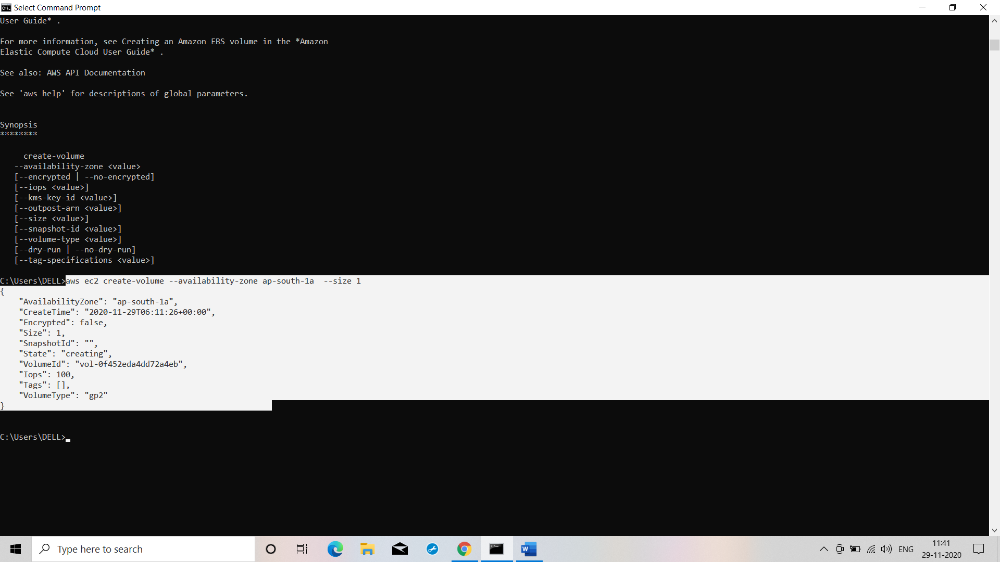 Select Command Prompt
User Guide* .
For more information, see Creating an Amazon EBS volume in the *Amazon
Elastic Compute Cloud User Guide* .
See also: AWS API Documentation
See 'aws help' for descriptions of global parameters.
Synopsis
********
create-volume
--availability-zone <value>
[--encrypted | --no-encrypted]
[--iops <value>]
[--kms-key-id <value>]
[--outpost-arn <value>]
[--size <value>]
[--snapshot-id <value>]
[--volume-type <value>]
[--dry-run | --no-dry-run]
[--tag-specifications <value>]
C:\Users\DELL>aws ec2 create-volume --availability-zone ap-south-1a  --size 1
{
"AvailabilityZone": "ap-south-1a",
"CreateTime": "2020-11-29T06:11:26+00:00",
"Encrypted": false,
"Size": 1,
"SnapshotId": "",
"State": "creating",
"VolumeId": "vol-0f452eda4dd72a4eb",
"Iops": 100,
"Tags": [],
"VolumeType": "gp2"
}
C:\Users\DELL>
Type here to search
ENG
11:41
29-11-2020